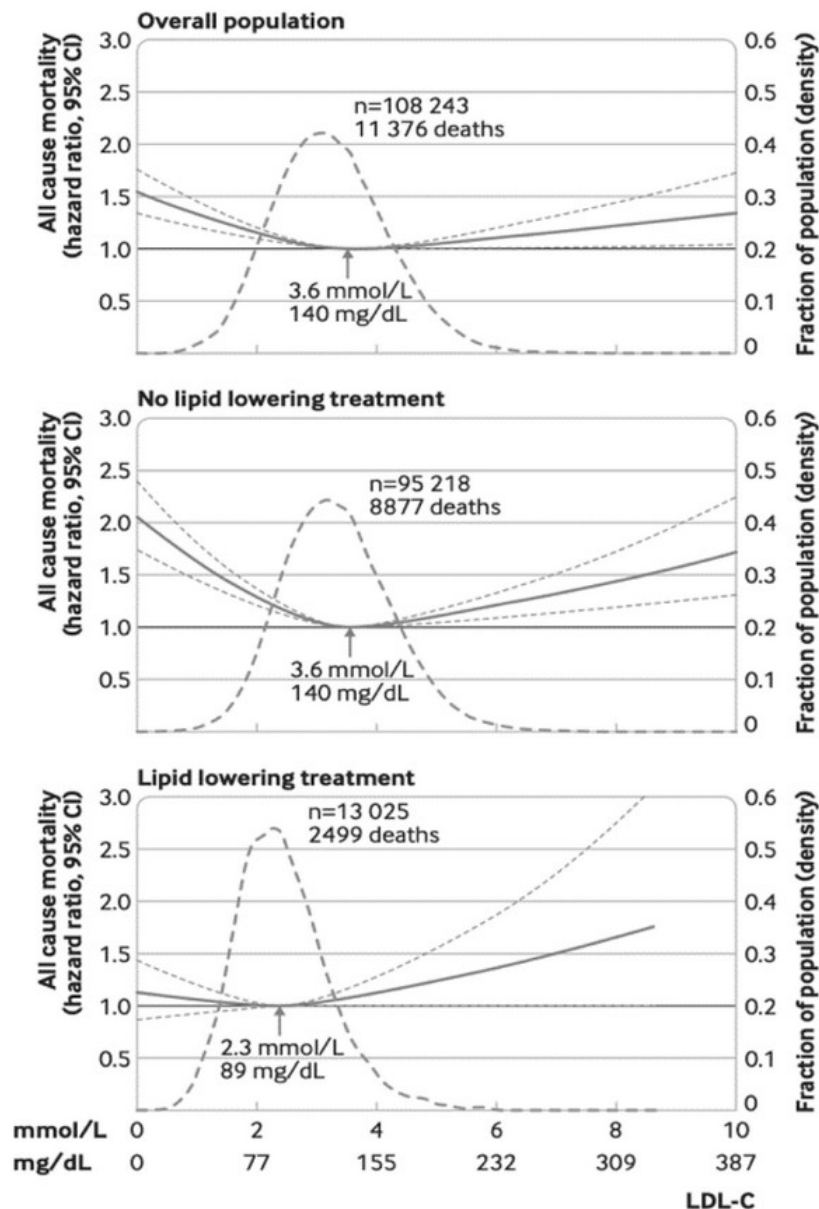 Overall population
All cause mortality
(hazard ratio, 95% CI)
3.0
2.5
2.0
1.5
1.0
0.5
n=108 243
11 376 deaths
3.6 mmol/L
140 mg/dL
0.6
0.5
0.4
0.3
0.2
0.1
0
Fraction of population (density)
No lipid lowering treatment
All cause mortality
(hazard ratio, 95% CI)
3.0
2.5
2.0
1.5
1.0
0.5
n=95 218
8877 deaths
3.6 mmol/L
140 mg/dL
0.6
0.5
0.4
0.3
0.2
0.1
0
Fraction of population (density)
Lipid lowering treatment
All cause mortality
(hazard ratio, 95% CI)
3.0
2.5
2.0
1.5
1.0
0.5
n=13 025
2499 deaths
2.3 mmol/L
89 mg/dL
0.6
0.5
0.4
0.3
0.2
0.1
0
Fraction of population (density)
mmol/L 0 2 4 6 8 10
mg/dL 0 77 155 232 309 387
LDL-C